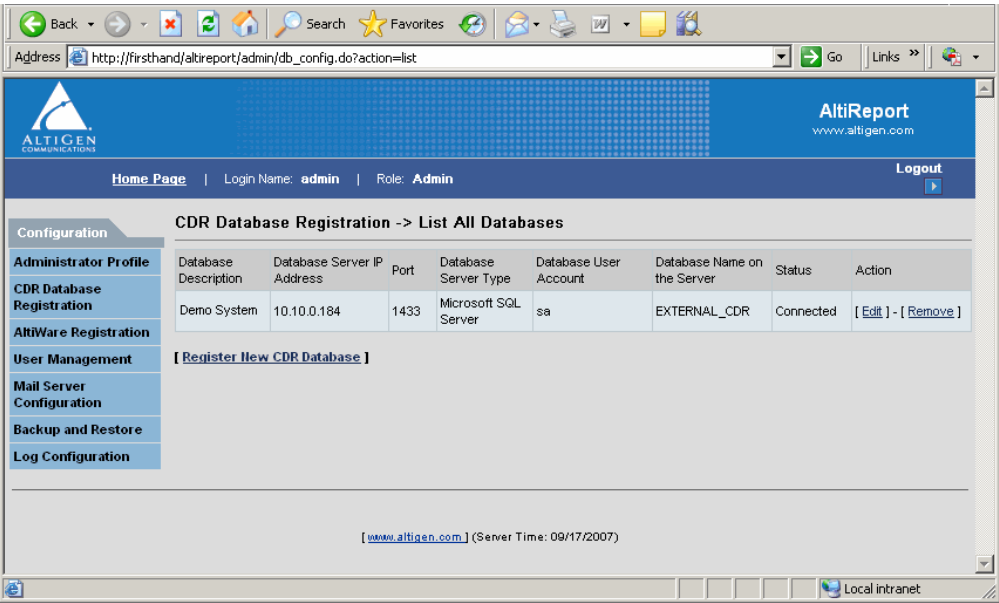 Back Search Favorites
Address http://firsthand/altireport/admin/db_config.do?action=list Go Links »
ALTIGEN
COMMUNICATIONS
AltiReport
www.altigen.com
Home Page | Login Name: admin | Role: Admin
Logout
Configuration
Administrator Profile
CDR Database
Registration
AltiWare Registration
User Management
Mail Server
Configuration
Backup and Restore
Log Configuration
CDR Database Registration -> List All Databases
Database Description Database Server IP Address Port Database Server Type Database User Account Database Name on the Server Status Action
Demo System 10.10.0.184 1433 Microsoft SQL Server sa EXTERNAL_CDR Connected [ Edit ] - [ Remove ]
[ Register New CDR Database ]
[ www.altigen.com ] (Server Time: 09/17/2007)
Local intranet